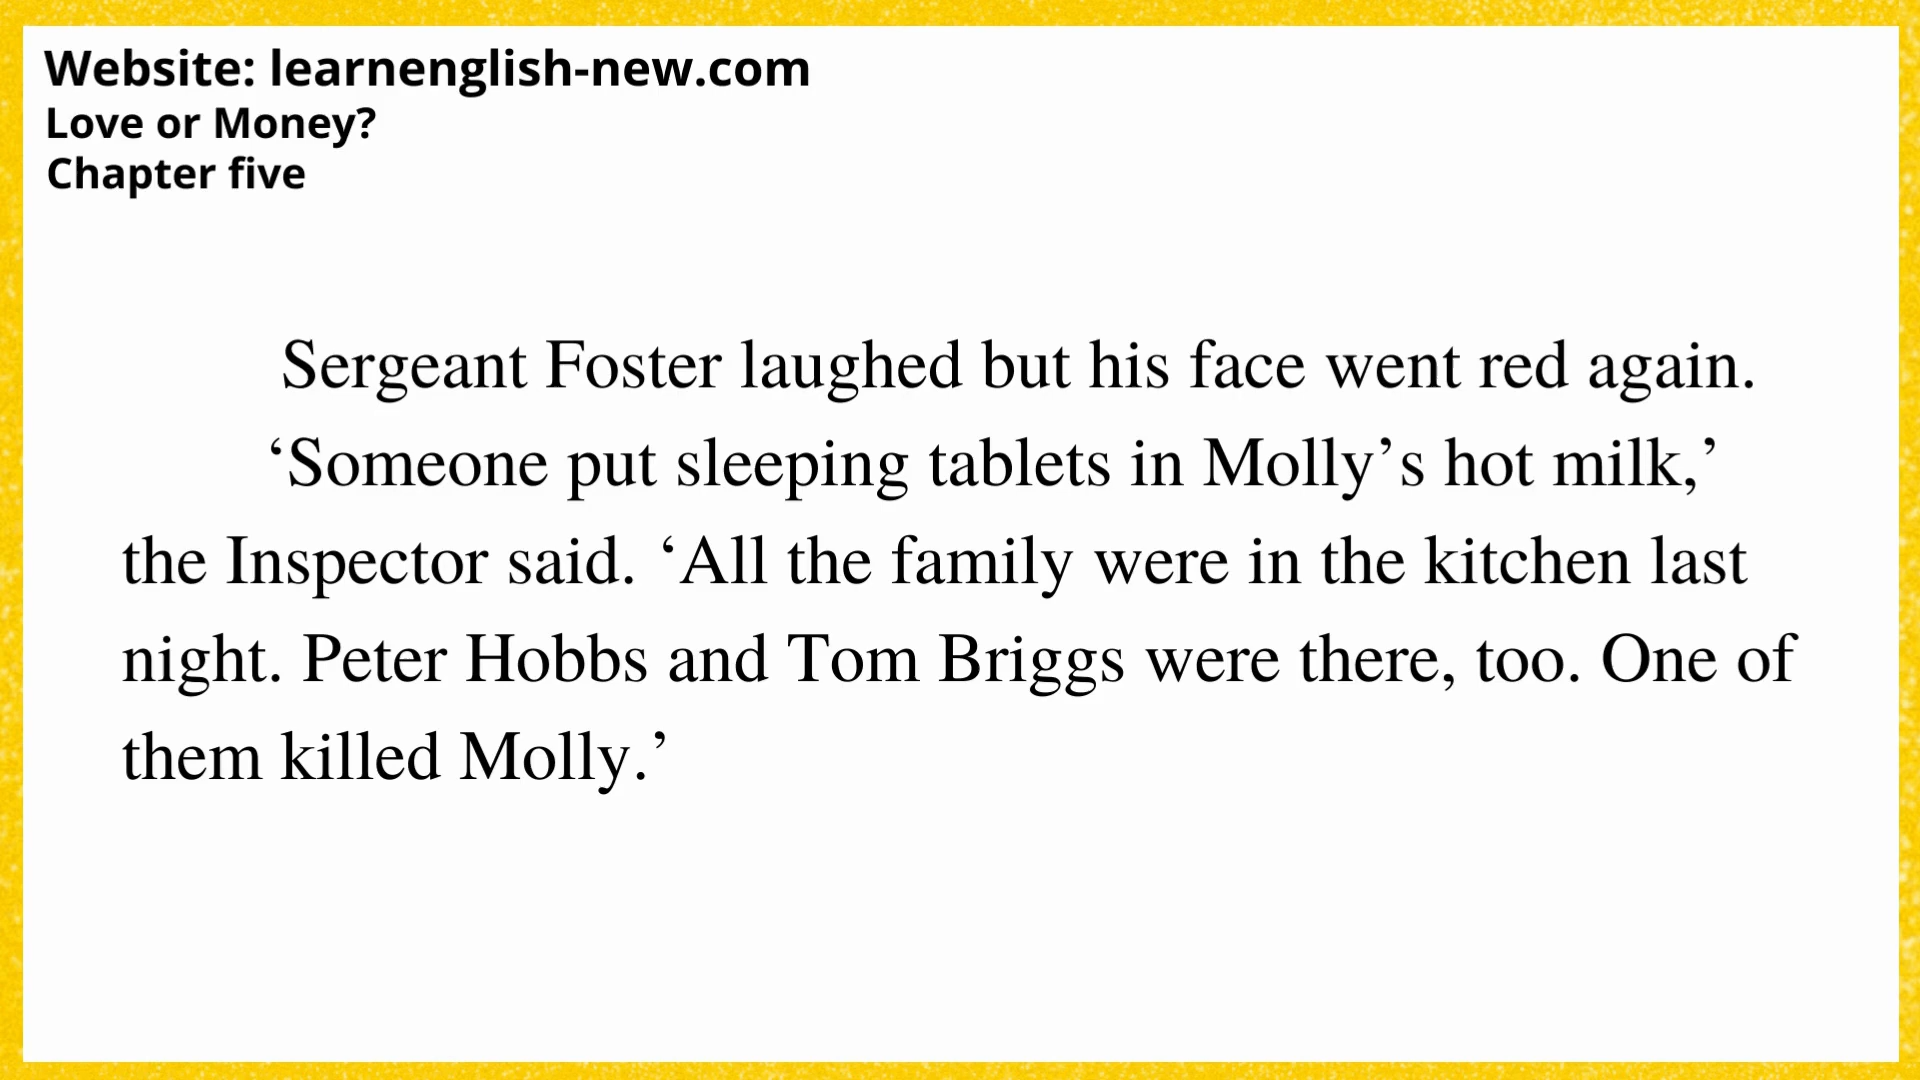 Website: learnenglish-new.com
Love or Money?
Chapter five
Sergeant Foster laughed but his face went red again.
‘Someone put sleeping tablets in Molly’s hot milk,’
the Inspector said. ‘All the family were in the kitchen last
night. Peter Hobbs and Tom Briggs were there, too. One of
them killed Molly.’